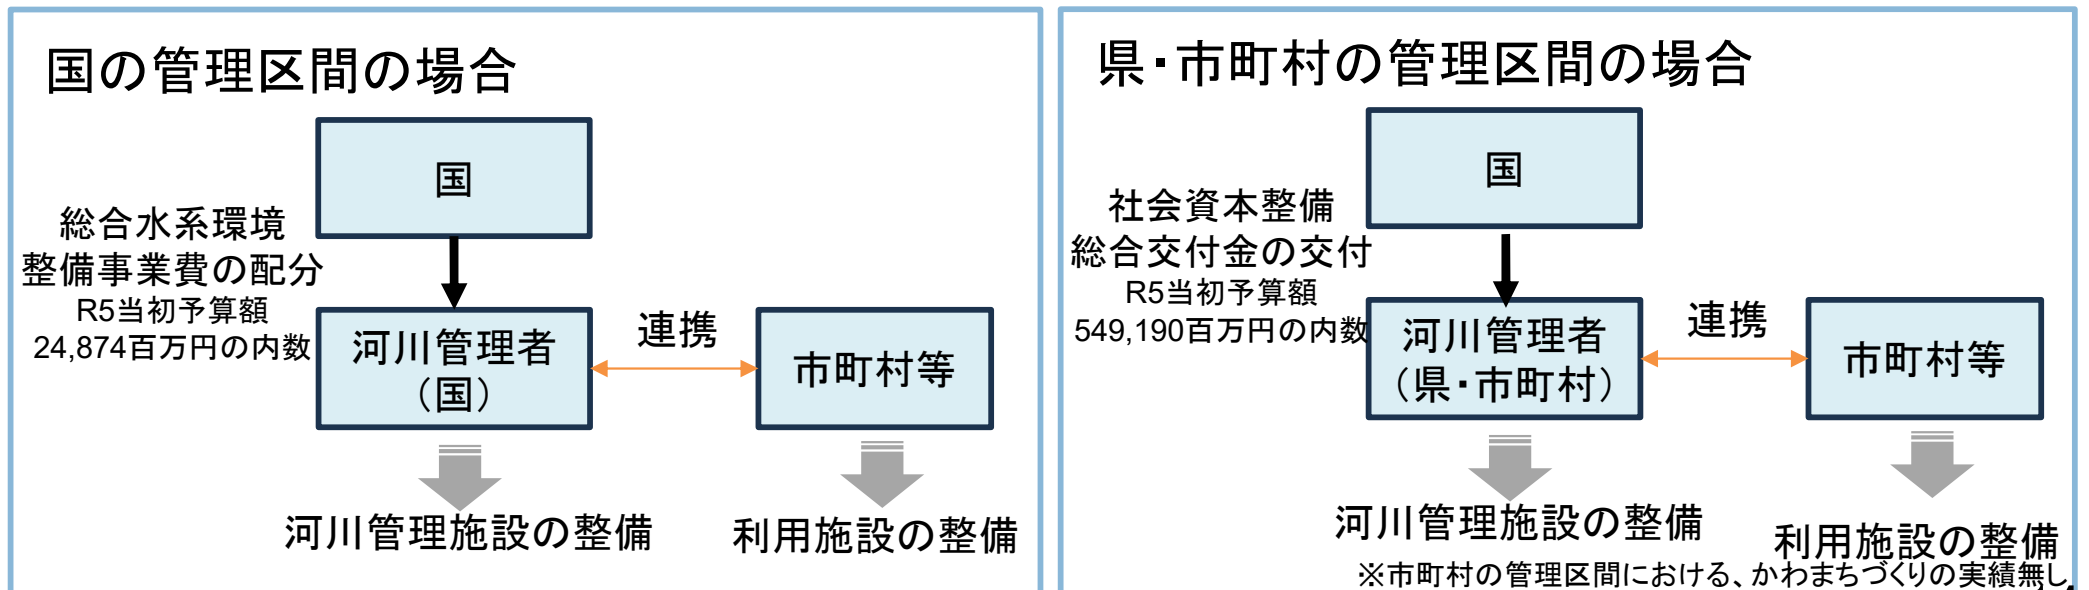 国の管理区間の場合
国
総合水系環境
整備事業費の配分
R5当初予算額
24,874百万円の内数
河川管理者
（国）
連携
市町村等
河川管理施設の整備
利用施設の整備
県・市町村の管理区間の場合
国
社会資本整備
総合交付金の交付
R5当初予算額
549,190百万円の内数
河川管理者
（県・市町村）
連携
市町村等
河川管理施設の整備
利用施設の整備
※市町村の管理区間における、かわまちづくりの実績無し